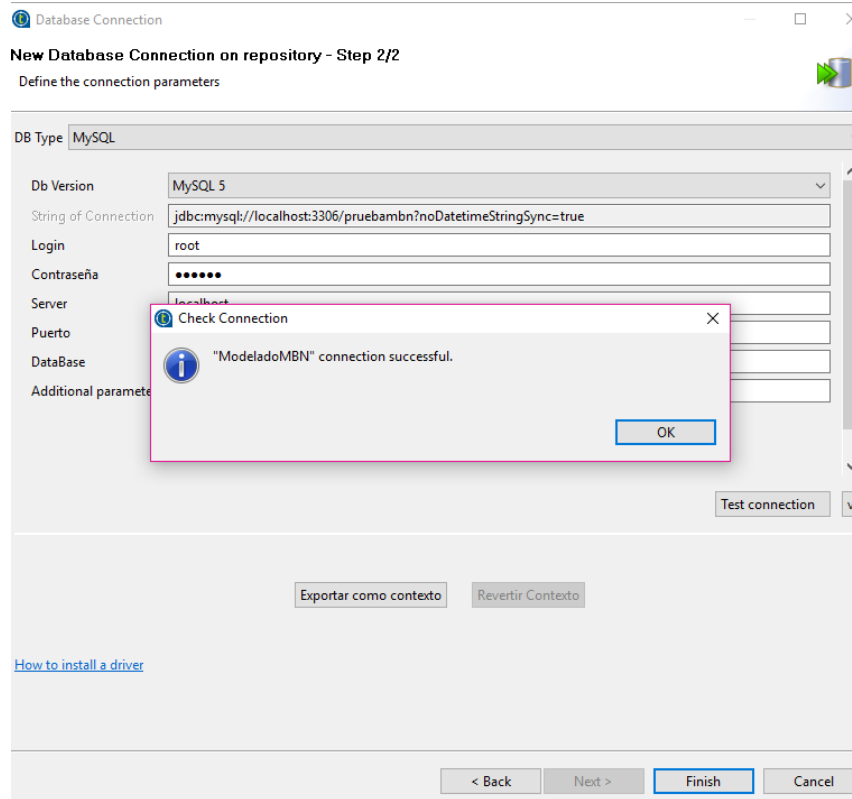 Database Connection
New Database Connection on repository - Step 2/2
Define the connection parameters
DB Type MySQL
Db Version MySQL 5
String of Connection jdbc:mysql://localhost:3306/pruebambn?noDatetimeStringSync=true
Login root
Contraseña ••••••
Server localhost
Check Connection
Puerto
"ModeladoMBN" connection successful.
DataBase
Additional paramete
OK
Test connection
Exportar como contexto Revertir Contexto
How to install a driver
< Back Next > Finish Cancel